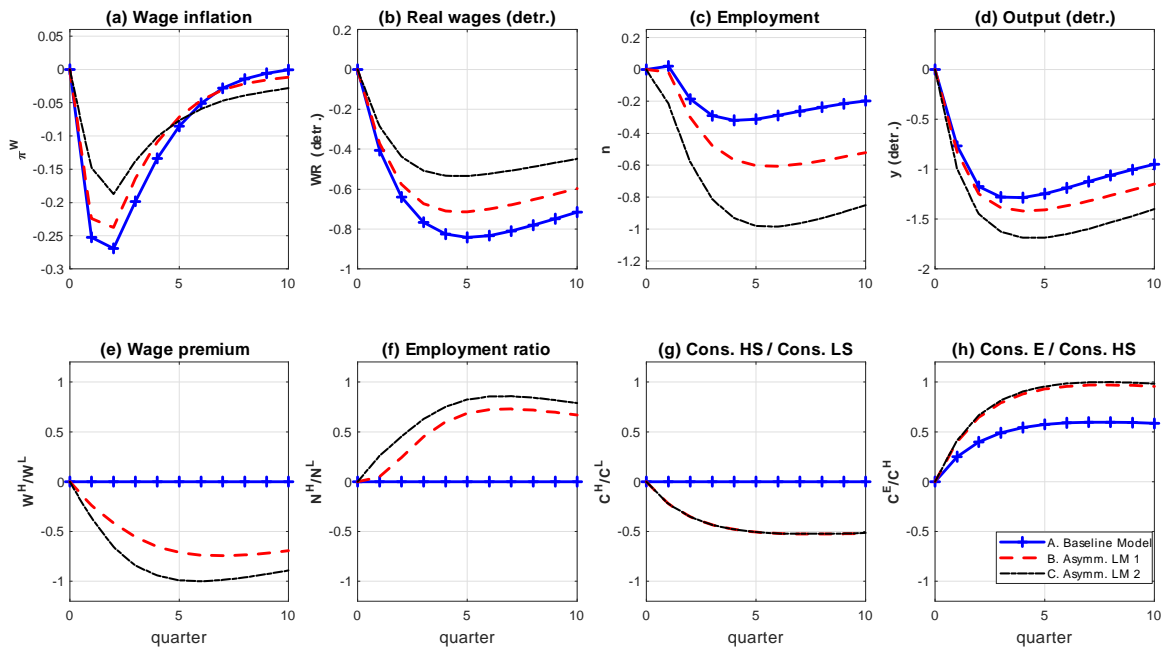 (a) Wage inflation
(b) Real wages (detr.)
(c) Employment
(d) Output (detr.)
π^w
0.05
0
-0.05
-0.1
-0.15
-0.2
-0.25
-0.3
0 5 10
WR (detr.)
0
-0.2
-0.4
-0.6
-0.8
-1
0 5 10
n
0.2
0
-0.2
-0.4
-0.6
-0.8
-1
-1.2
0 5 10
y (detr.)
0
-0.5
-1
-1.5
-2
0 5 10
(e) Wage premium
(f) Employment ratio
(g) Cons. HS / Cons. LS
(h) Cons. E / Cons. HS
W^H/W^L
1
0.5
0
-0.5
-1
0 5 10
quarter
N^H/N^L
1
0.5
0
-0.5
-1
0 5 10
quarter
C^H/C^L
1
0.5
0
-0.5
-1
0 5 10
quarter
C^E/C^H
1
0.5
0
-0.5
-1
0 5 10
quarter
A. Baseline Model
B. Asymm. LM 1
C. Asymm. LM 2